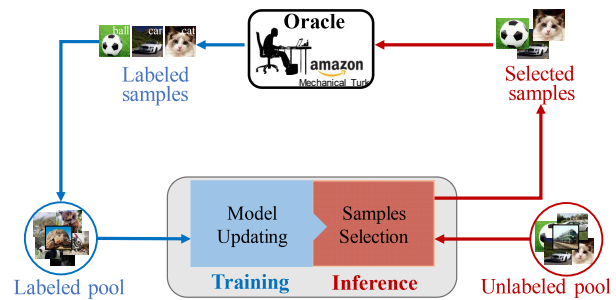 ball car cat
Oracle
amazon
Mechanical Turk
Labeled
samples
Selected
samples
Model
Updating
Samples
Selection
Training
Inference
Labeled pool
Unlabeled pool